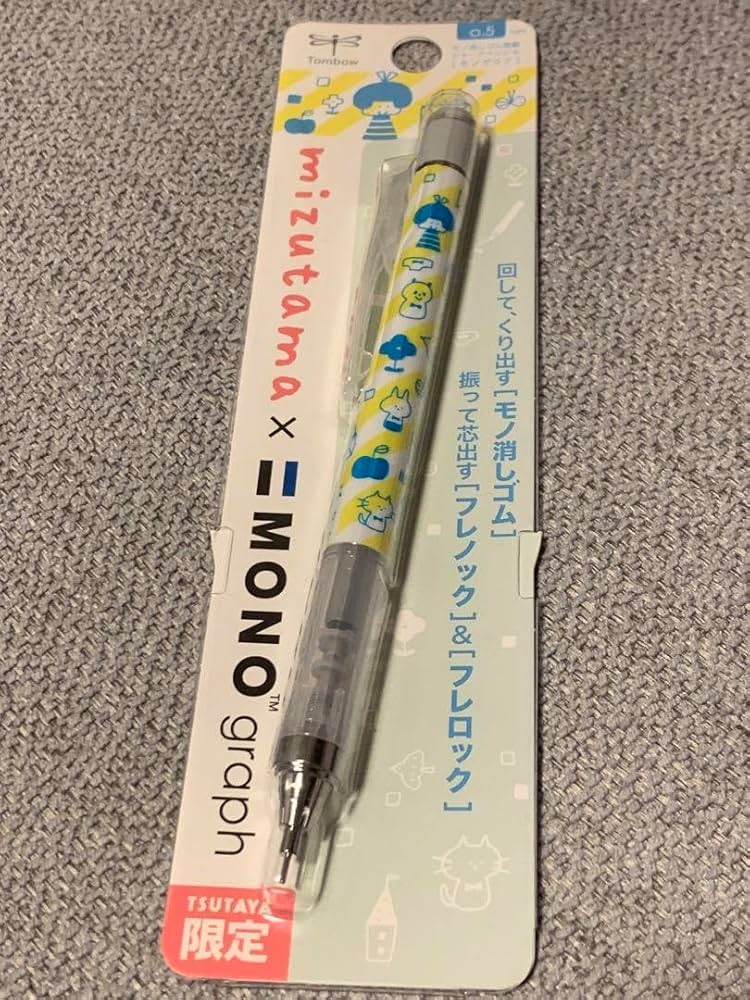 Tombow
0.5
mizutama × MONO™ graph
回して、くり出す[モノ消しゴム]
振って芯出す[フレノック]&[フレロック]
TSUTAYA
限定